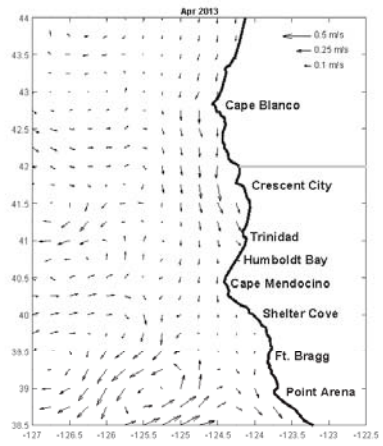 Apr 2013
44
0.5 m/s
43.5
0.25 m/s
0.1 m/s
43
Cape Blanco
42.5
42
Crescent City
41.5
Trinidad
41
Humboldt Bay
40.5
Cape Mendocino
Shelter Cove
40
39.5
Ft. Bragg
39
Point Arena
38.5
-127 -126.5 -126 -125.5 -125 -124.5 -124 -123.5 -123 -122.5 -122